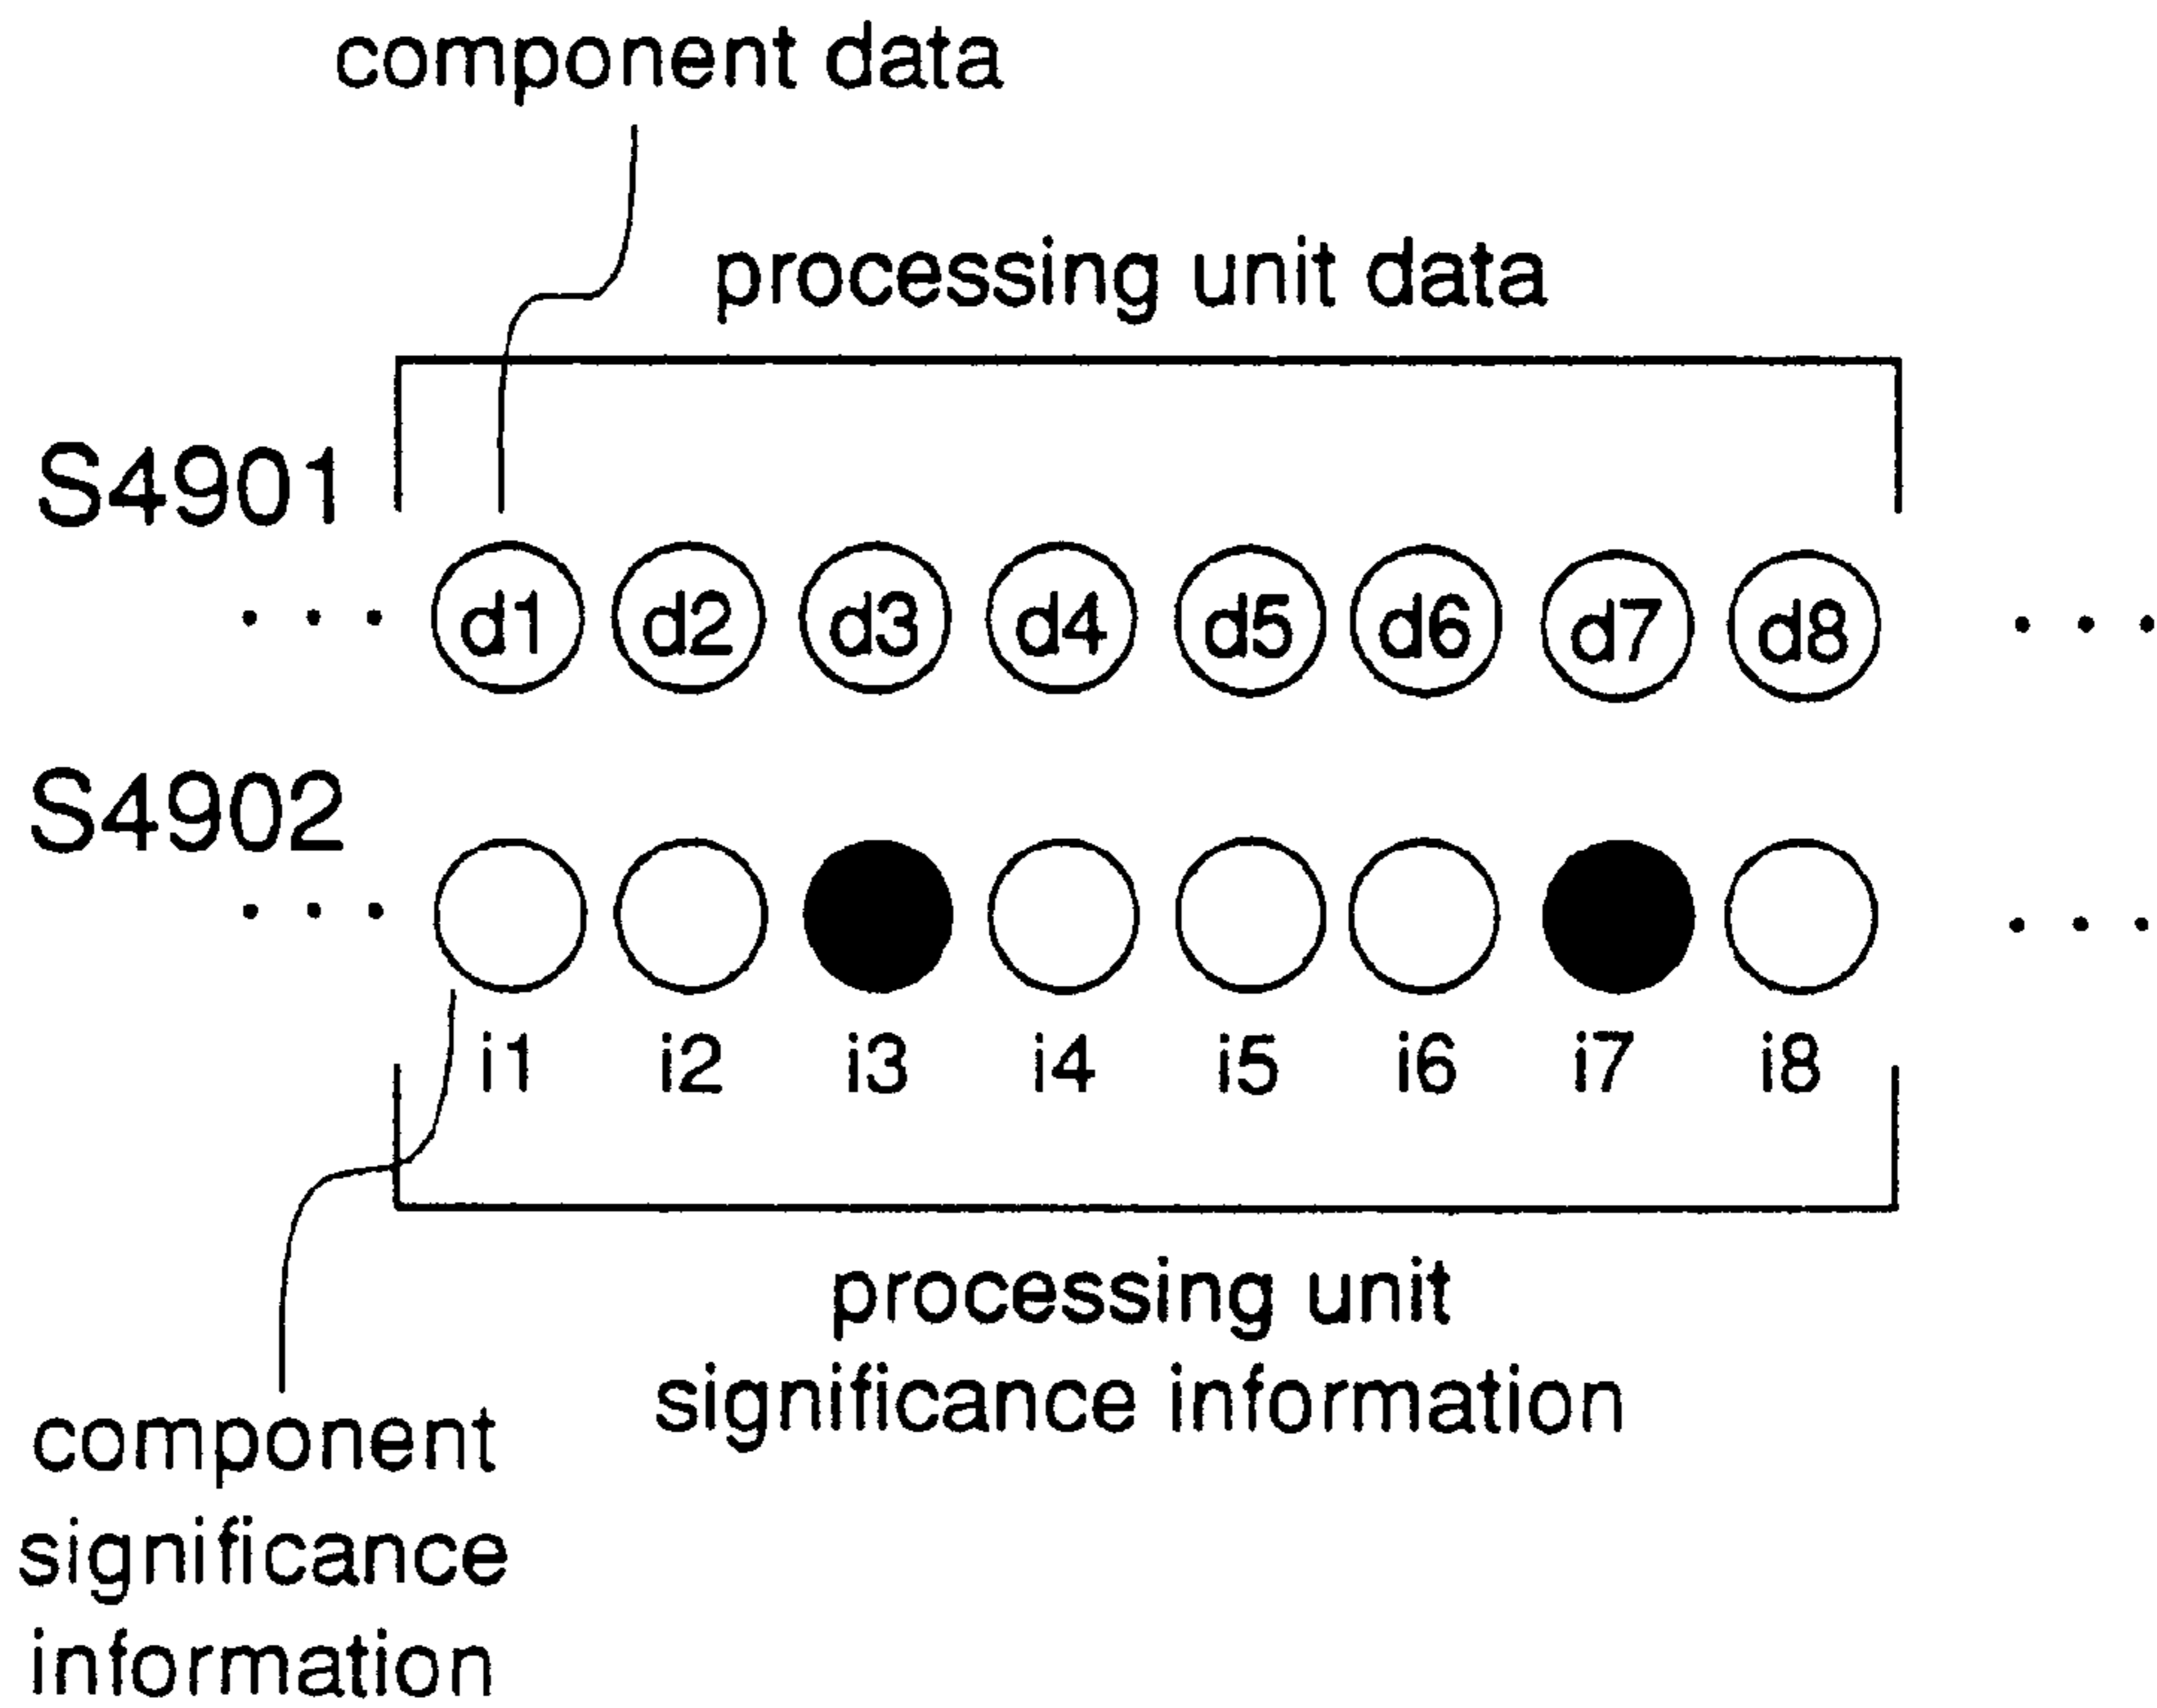 component data
processing unit data
S4901
. . . d1 d2 d3 d4 d5 d6 d7 d8 . . .
S4902
. . . . . .
i1 i2 i3 i4 i5 i6 i7 i8
processing unit
significance information
component
significance
information